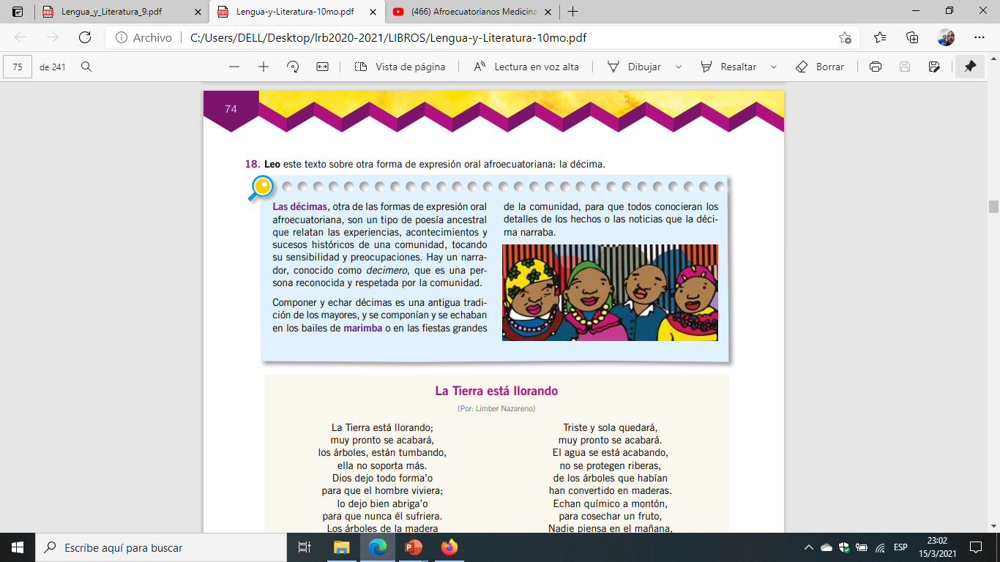 Lengua_y_Literatura_9.pdf
Lengua-y-Literatura-10mo.pdf
(466) Afroecuatorianos Medicina
Archivo
C:/Users/DELL/Desktop/lrb2020-2021/LIBROS/Lengua-y-Literatura-10mo.pdf
75
de 241
Vista de página
Lectura en voz alta
Dibujar
Resaltar
Borrar
74
18. Leo este texto sobre otra forma de expresión oral afroecuatoriana: la décima.
Las décimas, otra de las formas de expresión oral
afroecuatoriana, son un tipo de poesía ancestral
que relatan las experiencias, acontecimientos y
sucesos históricos de una comunidad, tocando
su sensibilidad y preocupaciones. Hay un narra-
dor, conocido como decimero, que es una per-
sona reconocida y respetada por la comunidad.
Componer y echar décimas es una antigua tradi-
ción de los mayores, y se componían y se echaban
en los bailes de marimba o en las fiestas grandes
de la comunidad, para que todos conocieran los
detalles de los hechos o las noticias que la déci-
ma narraba.
La Tierra está llorando
(Por: Limber Nazareno)
La Tierra está llorando;
muy pronto se acabará,
los árboles, están tumbando,
ella no soporta más.
Dios dejo todo forma'o
para que el hombre viviera;
lo dejo bien abriga'o
para que nunca él sufriera.
Los árboles de la madera
Triste y sola quedará,
muy pronto se acabará.
El agua se está acabando,
no se protegen riberas,
de los árboles que habían
han convertido en maderas.
Echan químico a montón,
para cosechar un fruto,
Nadie piensa en el mañana,
Escribe aquí para buscar
ESP
23:02
15/3/2021